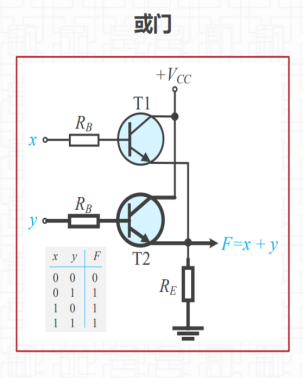 或门
+V_CC
T1
R_B
x
R_B
y
F=x + y
T2
x y F
0 0 0
0 1 1
1 0 1
1 1 1
R_E